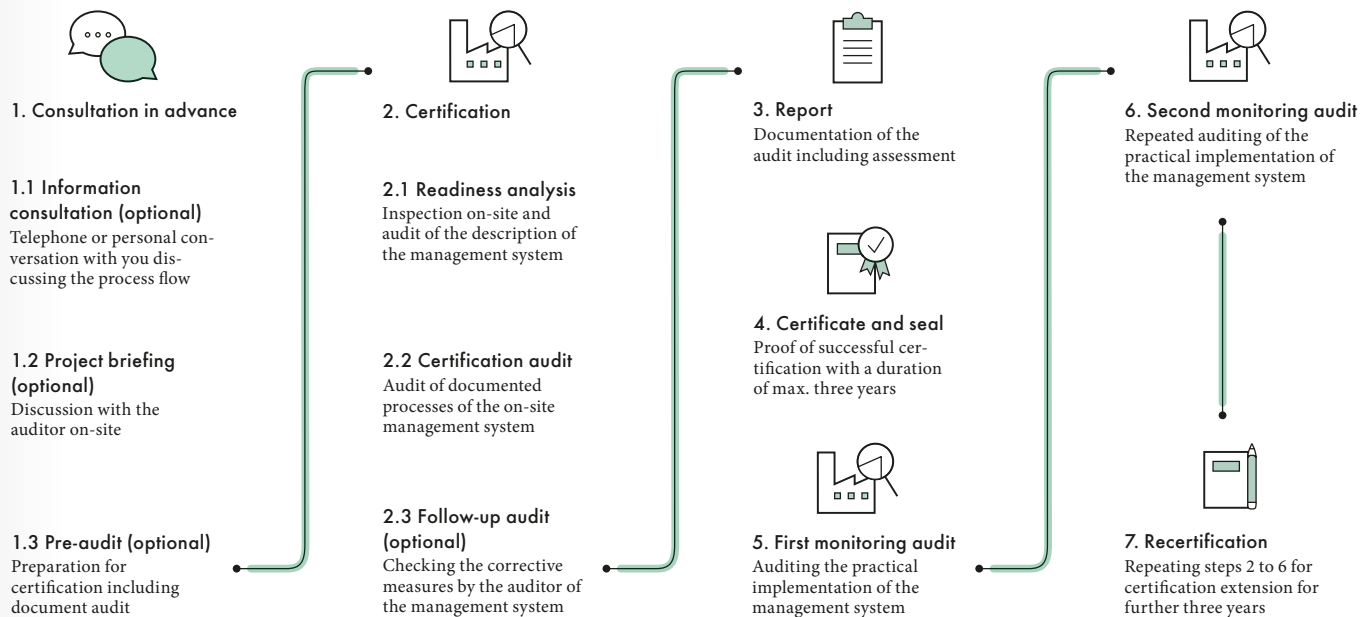 1. Consultation in advance
1.1 Information
consultation (optional)
Telephone or personal con-
versation with you dis-
cussing the process flow
1.2 Project briefing
(optional)
Discussion with the
auditor on-site
1.3 Pre-audit (optional)
Preparation for
certification including
document audit
2. Certification
2.1 Readiness analysis
Inspection on-site and
audit of the description of
the management system
2.2 Certification audit
Audit of documented
processes of the on-site
management system
2.3 Follow-up audit
(optional)
Checking the corrective
measures by the auditor of
the management system
3. Report
Documentation of the
audit including assessment
4. Certificate and seal
Proof of successful cer-
tification with a duration
of max. three years
5. First monitoring audit
Auditing the practical
implementation of the
management system
6. Second monitoring audit
Repeated auditing of the
practical implementation of
the management system
7. Recertification
Repeating steps 2 to 6 for
certification extension for
further three years